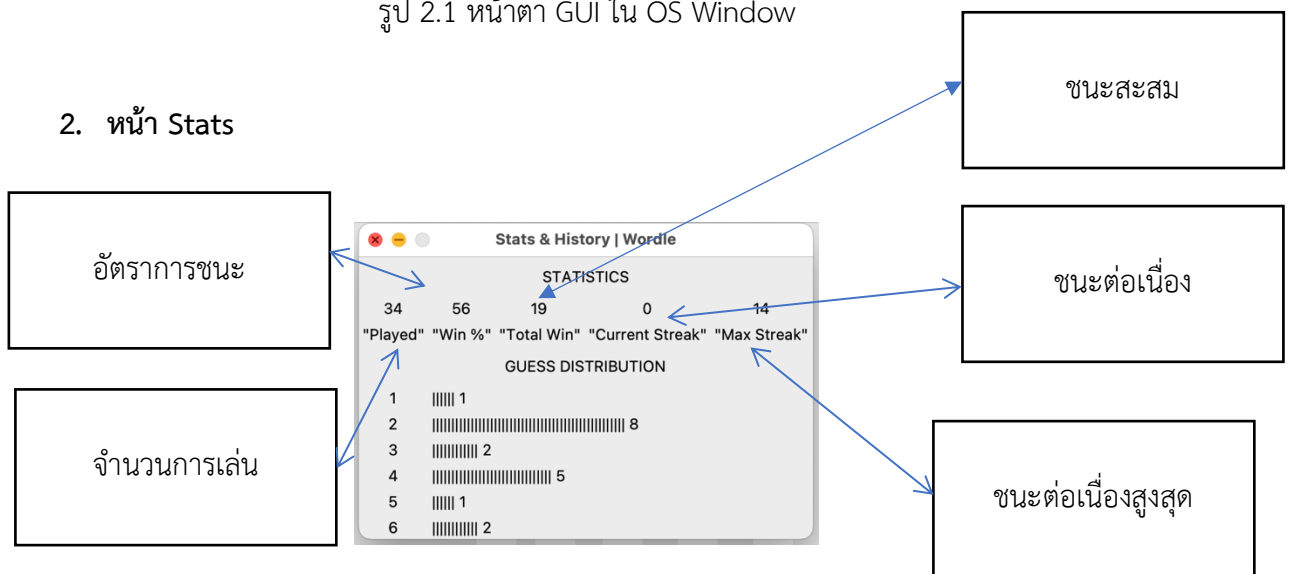 รูป 2.1 หน้าตา GUI ใน OS Window
ชนะสะสม
2. หน้า Stats
อัตราการชนะ
Stats & History | Wordle
STATISTICS
34 56 19 0 14
"Played" "Win %" "Total Win" "Current Streak" "Max Streak"
GUESS DISTRIBUTION
1 |||||| 1
2 |||||||||||||||||||||||||||||||||||||||||||| 8
3 ||||||||||| 2
4 ||||||||||||||||||||||||||| 5
5 |||||| 1
6 ||||||||||| 2
ชนะต่อเนื่อง
จำนวนการเล่น
ชนะต่อเนื่องสูงสุด